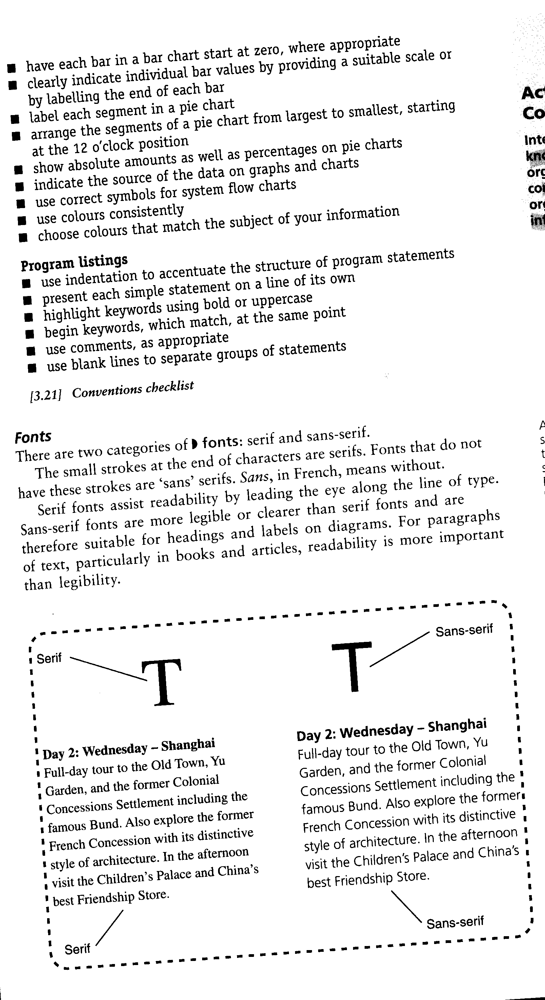 ■ have each bar in a bar chart start at zero, where appropriate
■ clearly indicate individual bar values by providing a suitable scale or
by labelling the end of each bar
■ label each segment in a pie chart
■ arrange the segments of a pie chart from largest to smallest, starting
at the 12 o'clock position
■ show absolute amounts as well as percentages on pie charts
■ indicate the source of the data on graphs and charts
■ use correct symbols for system flow charts
■ use colours consistently
■ choose colours that match the subject of your information
Program listings
■ use indentation to accentuate the structure of program statements
■ present each simple statement on a line of its own
■ highlight keywords using bold or uppercase
■ begin keywords, which match, at the same point
■ use comments, as appropriate
■ use blank lines to separate groups of statements
[3.21] Conventions checklist
Fonts
There are two categories of ◗ fonts: serif and sans-serif.
The small strokes at the end of characters are serifs. Fonts that do not
have these strokes are ‘sans’ serifs. Sans, in French, means without.
Serif fonts assist readability by leading the eye along the line of type.
Sans-serif fonts are more legible or clearer than serif fonts and are
therefore suitable for headings and labels on diagrams. For paragraphs
of text, particularly in books and articles, readability is more important
than legibility.
Serif
T
Day 2: Wednesday – Shanghai
Full-day tour to the Old Town, Yu
Garden, and the former Colonial
Concessions Settlement including the
famous Bund. Also explore the former
French Concession with its distinctive
style of architecture. In the afternoon
visit the Children’s Palace and China’s
best Friendship Store.
Serif
Sans-serif
T
Day 2: Wednesday – Shanghai
Full-day tour to the Old Town, Yu
Garden, and the former Colonial
Concessions Settlement including the
famous Bund. Also explore the former
French Concession with its distinctive
style of architecture. In the afternoon
visit the Children’s Palace and China’s
best Friendship Store.
Sans-serif